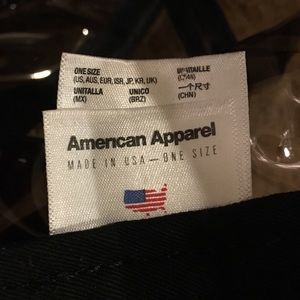 ONE SIZE
(US, AUS, EUR, ISR, JP, KR, UK)
UNITALLA
(MX)
UNICO
(BRZ)
(CAN)
一个尺寸
(CHN)
American Apparel
MADE IN USA — ONE SIZE